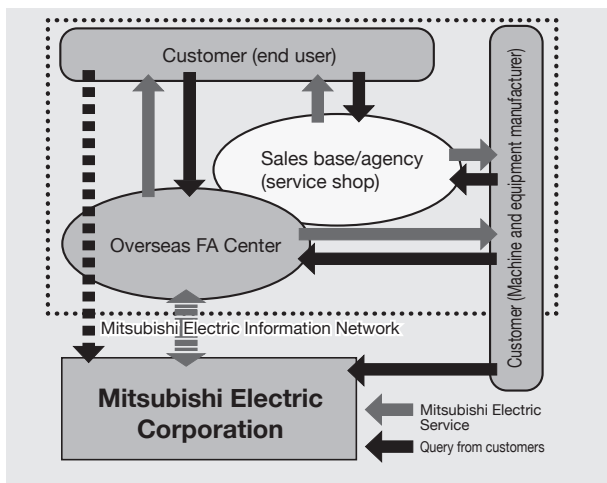 Customer (end user)
Customer (Machine and equipment manufacturer)
Sales base/agency
(service shop)
Overseas FA Center
Mitsubishi Electric Information Network
Mitsubishi Electric
Corporation
Mitsubishi Electric
Service
Query from customers